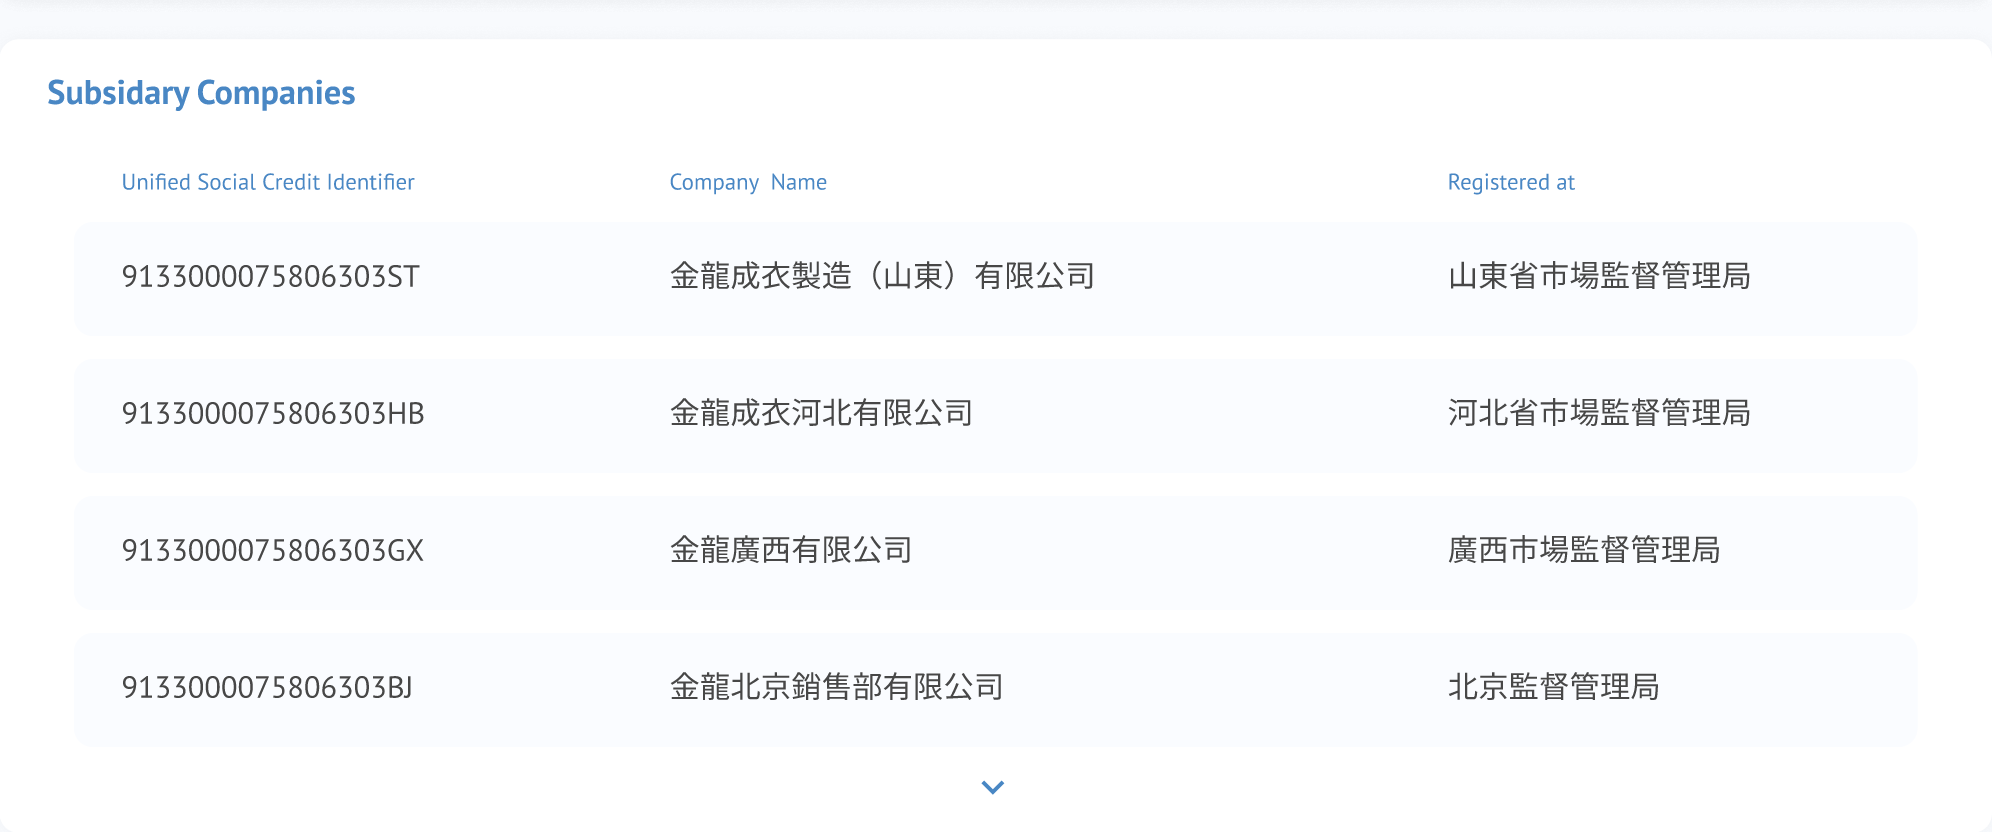 Subsidary Companies
Unified Social Credit Identifier Company Name Registered at
9133000075806303ST 金龍成衣製造（山東）有限公司 山東省市場監督管理局
9133000075806303HB 金龍成衣河北有限公司 河北省市場監督管理局
9133000075806303GX 金龍廣西有限公司 廣西市場監督管理局
9133000075806303BJ 金龍北京銷售部有限公司 北京監督管理局